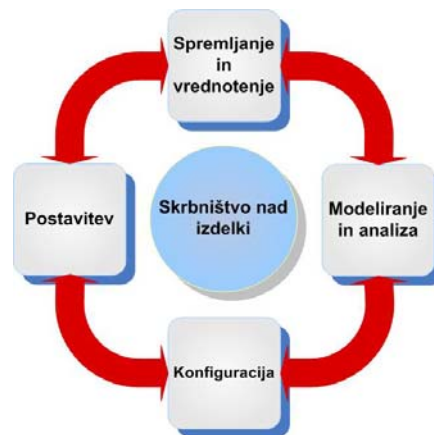 Spremljanje
in
vrednotenje
Postavitev
Skrbništvo nad
izdelki
Modeliranje
in analiza
Konfiguracija